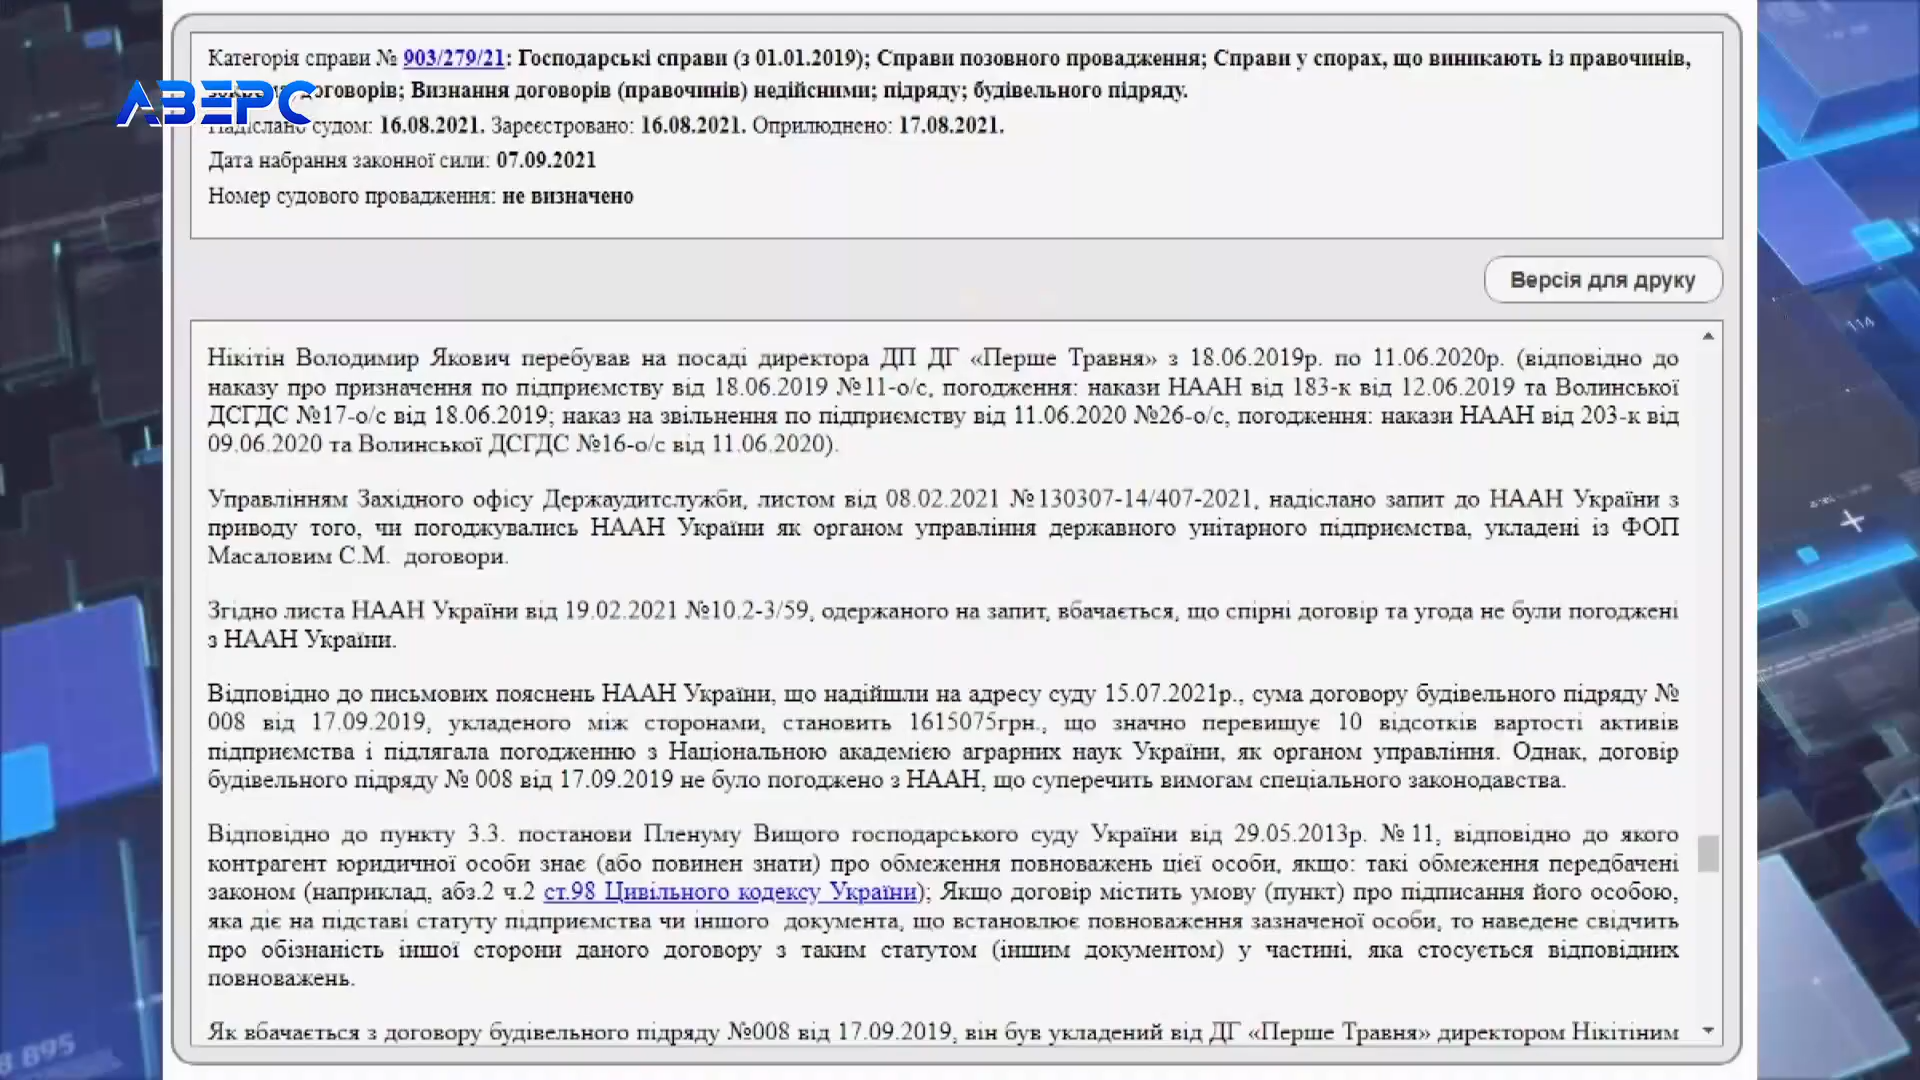 Категорія справи № 903/279/21: Господарські справи (з 01.01.2019); Справи позовного провадження; Справи у спорах, що виникають із правочинів,
АВЕРС договорів; Визнання договорів (правочинів) недійсними; підряду; будівельного підряду.
Надіслано судом: 16.08.2021. Зареєстровано: 16.08.2021. Оприлюднено: 17.08.2021.
Дата набрання законної сили: 07.09.2021
Номер судового провадження: не визначено
Версія для друку
Нікітін Володимир Якович перебував на посаді директора ДП ДГ «Перше Травня» з 18.06.2019р. по 11.06.2020р. (відповідно до
наказу про призначення по підприємству від 18.06.2019 №11-о/с, погодження: накази НААН від 183-к від 12.06.2019 та Волинської
ДСГДС №17-о/с від 18.06.2019; наказ на звільнення по підприємству від 11.06.2020 №26-о/с, погодження: накази НААН від 203-к від
09.06.2020 та Волинської ДСГДС №16-о/с від 11.06.2020).
Управлінням Західного офісу Держаудитслужби, листом від 08.02.2021 №130307-14/407-2021, надіслано запит до НААН України з
приводу того, чи погоджувались НААН України як органом управління державного унітарного підприємства, укладені із ФОП
Масаловим С.М. договори.
Згідно листа НААН України від 19.02.2021 №10.2-3/59, одержаного на запит, вбачається, що спірні договір та угода не були погоджені
з НААН України.
Відповідно до письмових пояснень НААН України, що надійшли на адресу суду 15.07.2021р., сума договору будівельного підряду №
008 від 17.09.2019, укладеного між сторонами, становить 1615075грн., що значно перевищує 10 відсотків вартості активів
підприємства і підлягала погодженню з Національною академією аграрних наук України, як органом управління. Однак, договір
будівельного підряду № 008 від 17.09.2019 не було погоджено з НААН, що суперечить вимогам спеціального законодавства.
Відповідно до пункту 3.3. постанови Пленуму Вищого господарського суду України від 29.05.2013р. №11, відповідно до якого
контрагент юридичної особи знає (або повинен знати) про обмеження повноважень цієї особи, якщо: такі обмеження передбачені
законом (наприклад, абз.2 ч.2 ст.98 Цивільного кодексу України); Якщо договір містить умову (пункт) про підписання його особою,
яка діє на підставі статуту підприємства чи іншого документа, що встановлює повноваження зазначеної особи, то наведене свідчить
про обізнаність іншої сторони даного договору з таким статутом (іншим документом) у частині, яка стосується відповідних
повноважень.
Як вбачається з договору будівельного підряду №008 від 17.09.2019, він був укладений від ДГ «Перше Травня» директором Нікітіним
114
8 895